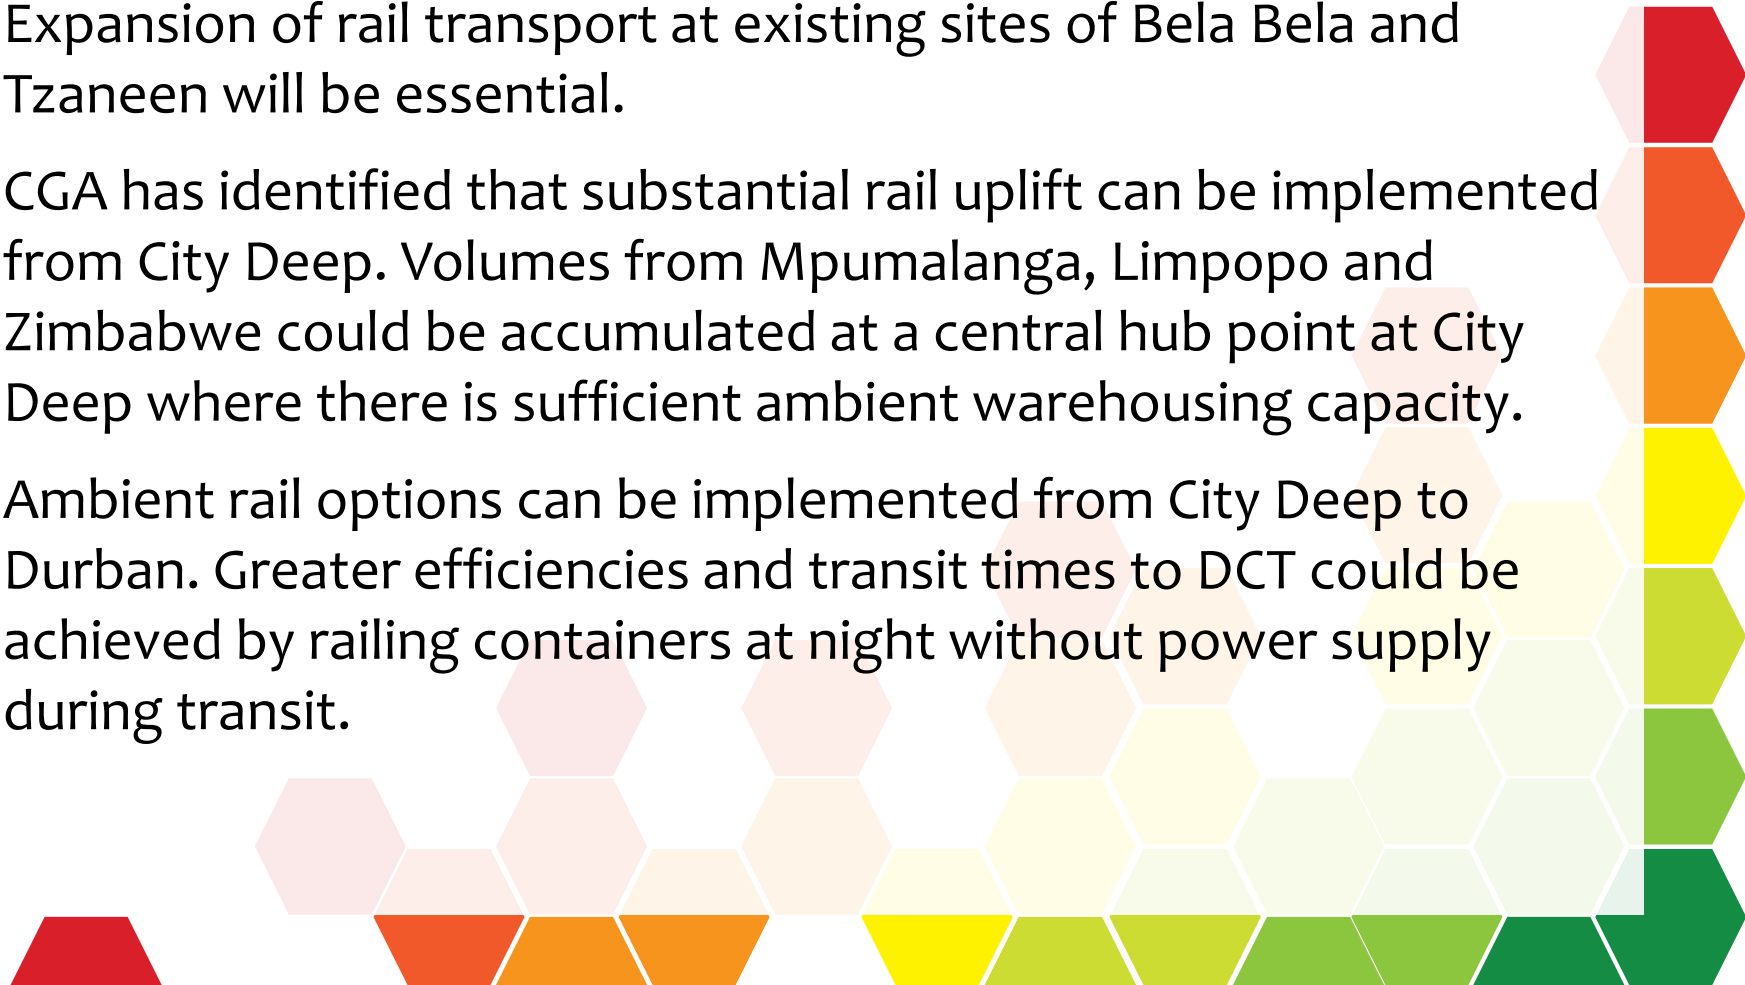 Expansion of rail transport at existing sites of Bela Bela and
Tzaneen will be essential.
CGA has identified that substantial rail uplift can be implemented
from City Deep. Volumes from Mpumalanga, Limpopo and
Zimbabwe could be accumulated at a central hub point at City
Deep where there is sufficient ambient warehousing capacity.
Ambient rail options can be implemented from City Deep to
Durban. Greater efficiencies and transit times to DCT could be
achieved by railing containers at night without power supply
during transit.